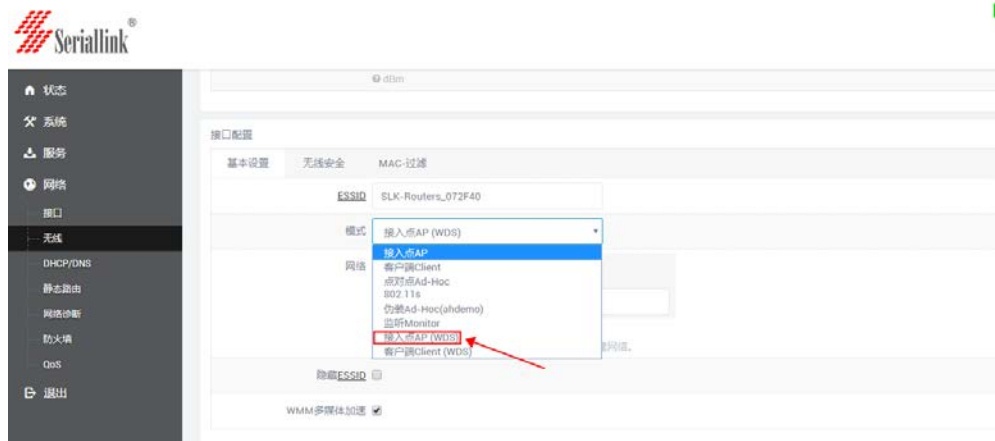 Seriallink®
状态
系统
服务
网络
接口
无线
DHCP/DNS
静态路由
网络诊断
防火墙
QoS
退出
dBm
接口配置
基本设置 无线安全 MAC-过滤
ESSID SLK-Routers_072F40
模式 接入点AP (WDS)
接入点AP
网络 客户端Client
点对点Ad-Hoc
802.11s
伪装Ad-Hoc(ahdemo)
监听Monitor
接入点AP (WDS)
客户端Client (WDS)
网络。
隐藏ESSID
WMM多媒体加速